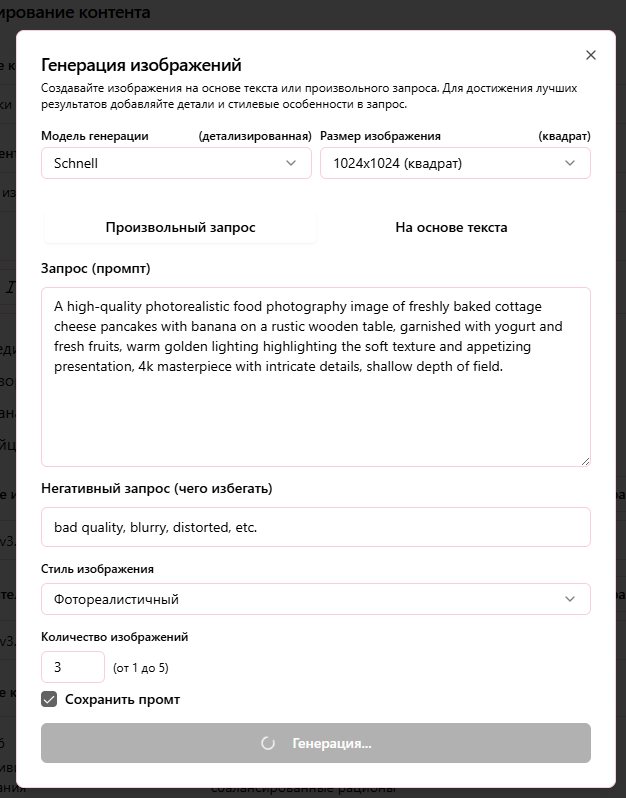 ирование контента
Генерация изображений
Создавайте изображения на основе текста или произвольного запроса. Для достижения лучших
результатов добавляйте детали и стилевые особенности в запрос.
Модель генерации (детализированная) Размер изображения (квадрат)
Schnell 1024x1024 (квадрат)
Произвольный запрос На основе текста
Запрос (промпт)
A high-quality photorealistic food photography image of freshly baked cottage
cheese pancakes with banana on a rustic wooden table, garnished with yogurt and
fresh fruits, warm golden lighting highlighting the soft texture and appetizing
presentation, 4k masterpiece with intricate details, shallow depth of field.
Негативный запрос (чего избегать)
bad quality, blurry, distorted, etc.
Стиль изображения
Фотореалистичный
Количество изображений
3 (от 1 до 5)
Сохранить промт
Генерация...